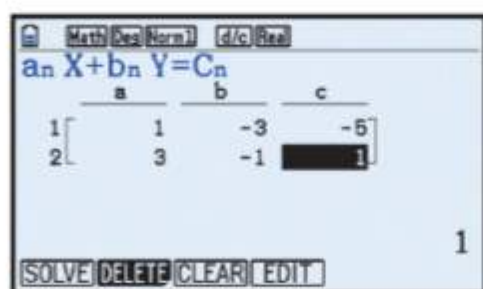 Math Deg Norm1 d/c Real
an X+bn Y=Cn
a b c
1 1 -3 -5
2 3 -1 1
1
SOLVE DELETE CLEAR EDIT